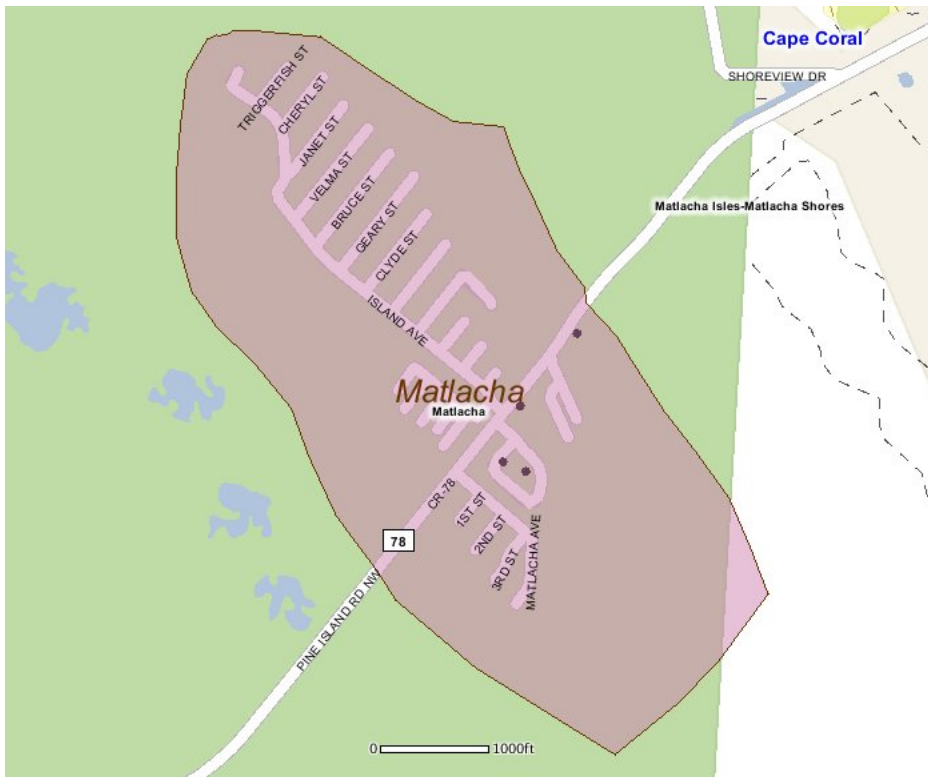 Cape Coral
SHOREVIEW DR
TRIGGERFISH ST
CHERYL ST
JANET ST
VELMA ST
BRUCE ST
GEARY ST
CLYDE ST
ISLAND AVE
Matlacha Isles-Matlacha Shores
Matlacha
Matlacha
CR-78
1ST ST
2ND ST
3RD ST
MATLACHA AVE
78
PINE ISLAND RD NW
0 1000ft